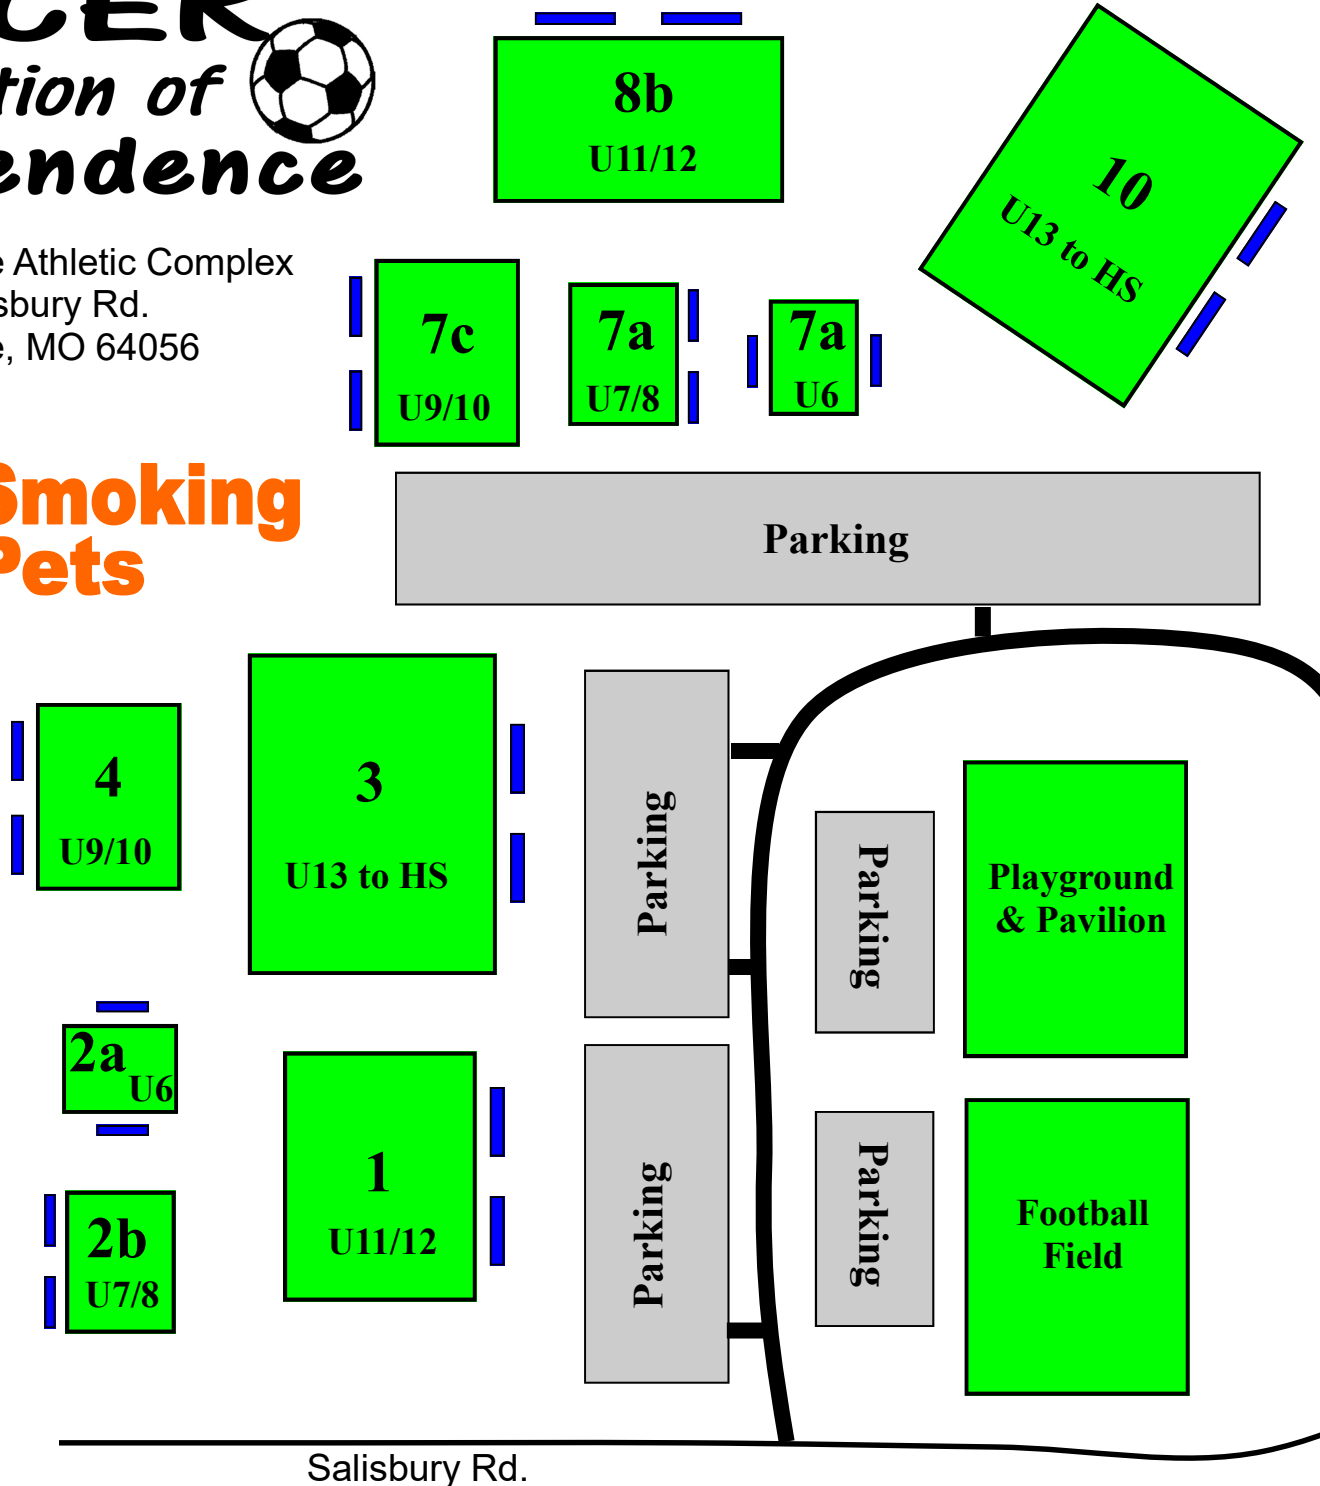 CER
tion of
endence
e Athletic Complex
sbury Rd.
e, MO 64056
Smoking
Pets
8b
U11/12
10
U13 to HS
7c
U9/10
7a
U7/8
7a
U6
Parking
4
U9/10
3
U13 to HS
Parking
Parking
Playground
& Pavilion
2a
U6
1
U11/12
2b
U7/8
Parking
Parking
Football
Field
Salisbury Rd.